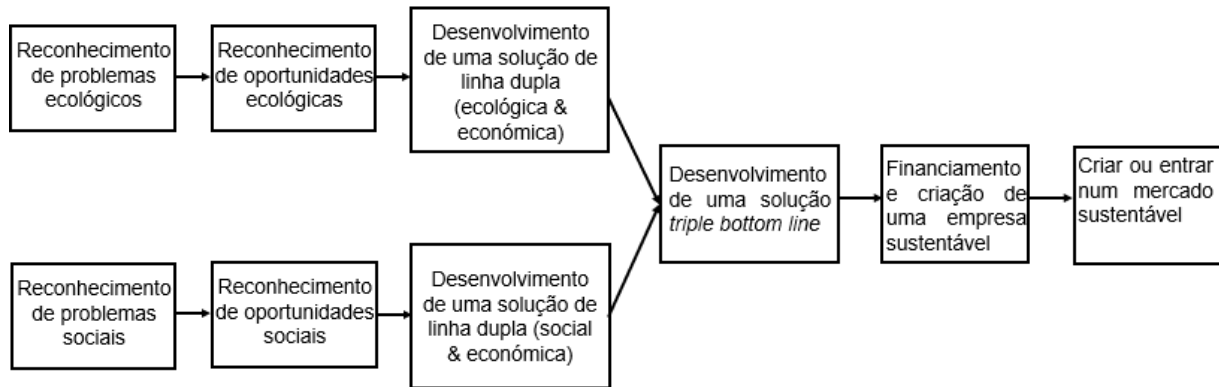 Reconhecimento
de problemas
ecológicos
Reconhecimento
de oportunidades
ecológicas
Desenvolvimento
de uma solução de
linha dupla
(ecológica &
económica)
Reconhecimento
de problemas
sociais
Reconhecimento
de oportunidades
sociais
Desenvolvimento
de uma solução de
linha dupla (social
& económica)
Desenvolvimento
de uma solução
triple bottom line
Financiamento
e criação de
uma empresa
sustentável
Criar ou entrar
num mercado
sustentável